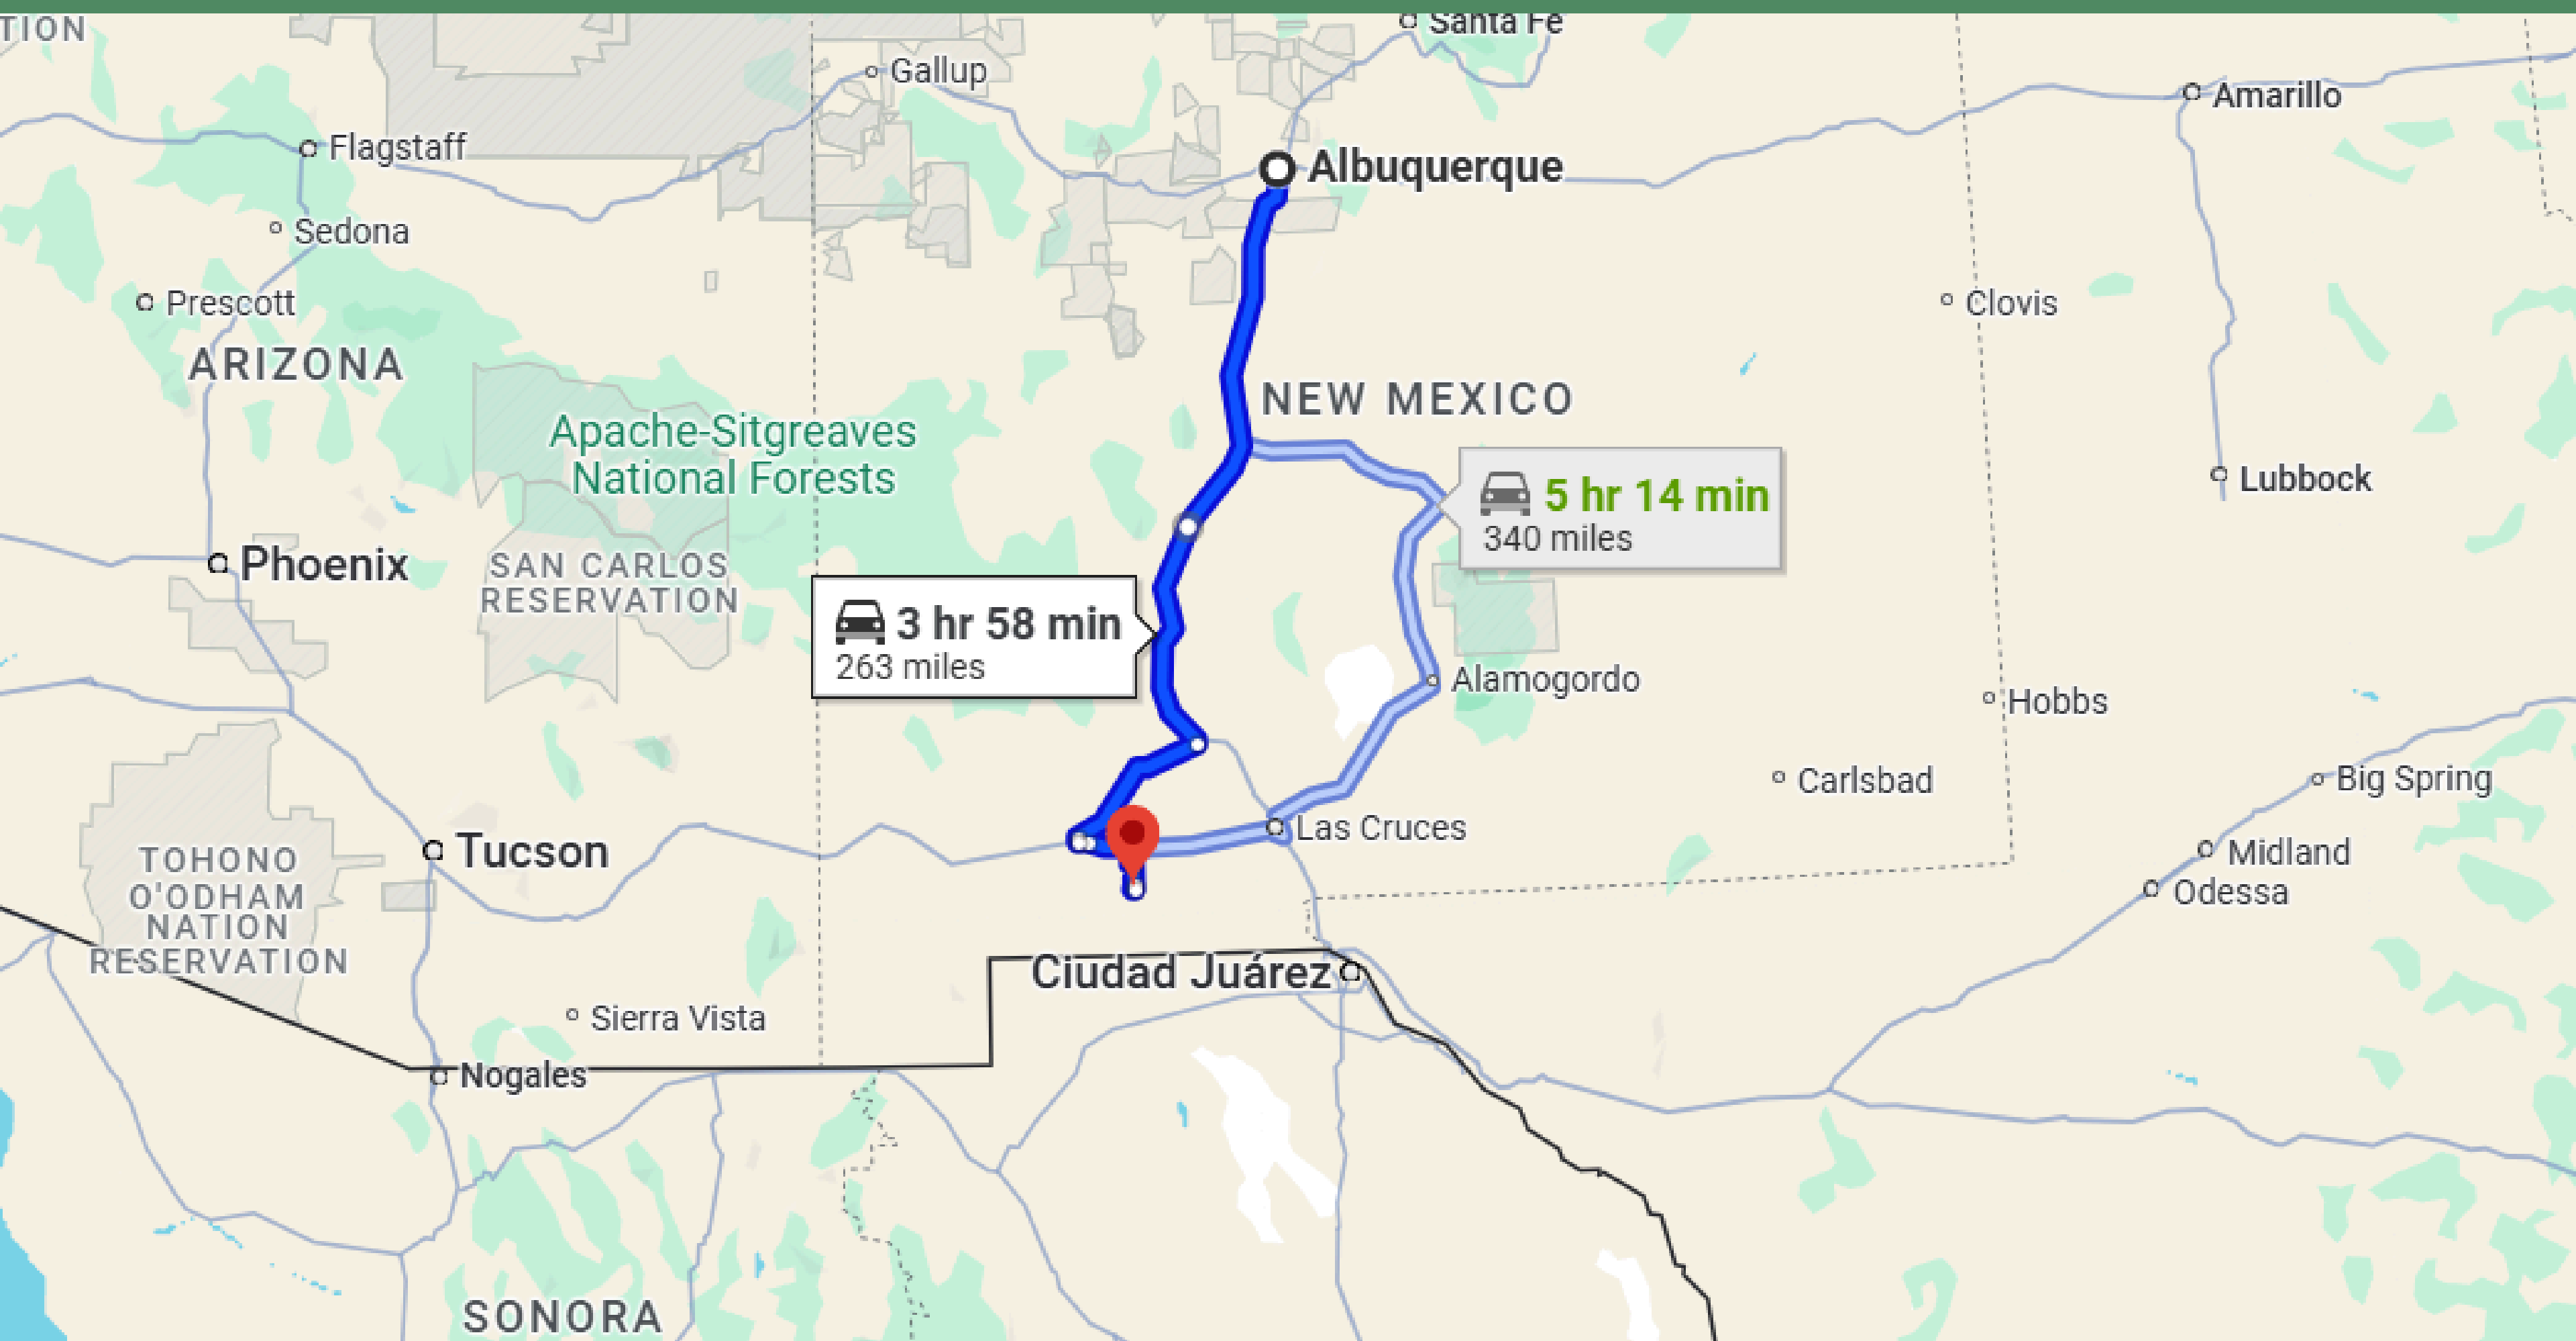 TION
Santa Fe
Gallup
Amarillo
Flagstaff
Albuquerque
Sedona
Prescott
Clovis
ARIZONA
NEW MEXICO
Apache-Sitgreaves
National Forests
Lubbock
5 hr 14 min
340 miles
Phoenix
SAN CARLOS
RESERVATION
3 hr 58 min
263 miles
Alamogordo
Hobbs
Carlsbad
Big Spring
Las Cruces
Tucson
Midland
TOHONO
O'ODHAM
NATION
RESERVATION
Odessa
Ciudad Juárez
Sierra Vista
Nogales
SONORA